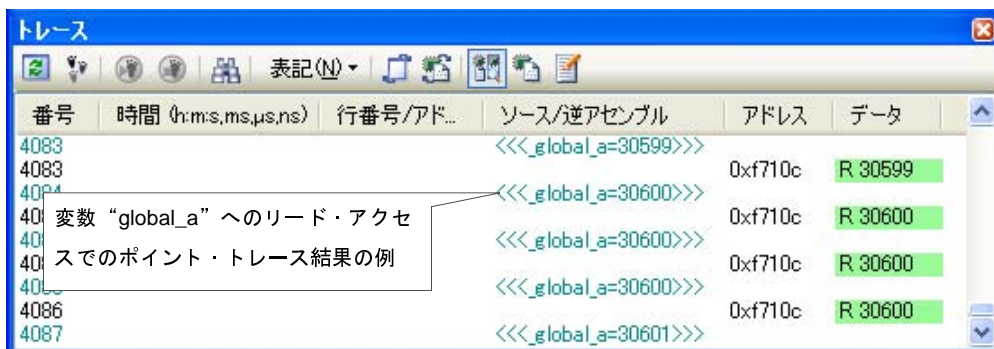 トレース
表記(N)
番号 時間 (h:m:s,ms,μs,ns) 行番号/アド... ソース/逆アセンブル アドレス データ
4083 <<<_global_a=30599>>>
4083 0xf710c R 30599
4084 <<<_global_a=30600>>>
0xf710c R 30600
<<<_global_a=30600>>>
0xf710c R 30600
<<<_global_a=30600>>>
4086 0xf710c R 30600
4087 <<<_global_a=30601>>>
変数“global_a”へのリード・アクセ
スでのポイント・トレース結果の例